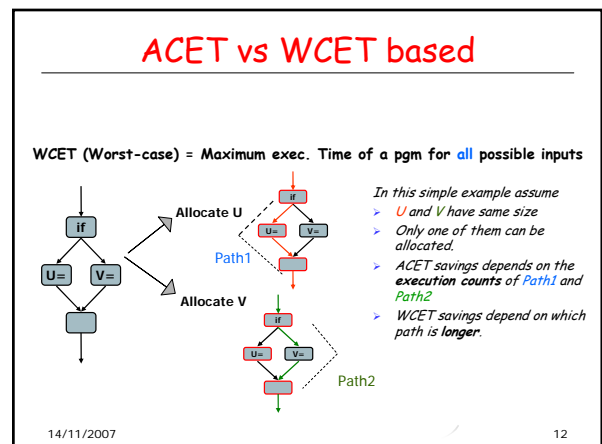 ACET vs WCET based
WCET (Worst-case) = Maximum exec. Time of a pgm for all possible inputs
if
U=
V=
Allocate U
if
U=
V=
Path1
Allocate V
if
U=
V=
Path2
In this simple example assume
U and V have same size
Only one of them can be
allocated.
ACET savings depends on the
execution counts of Path1 and
Path2
WCET savings depend on which
path is longer.
14/11/2007
12